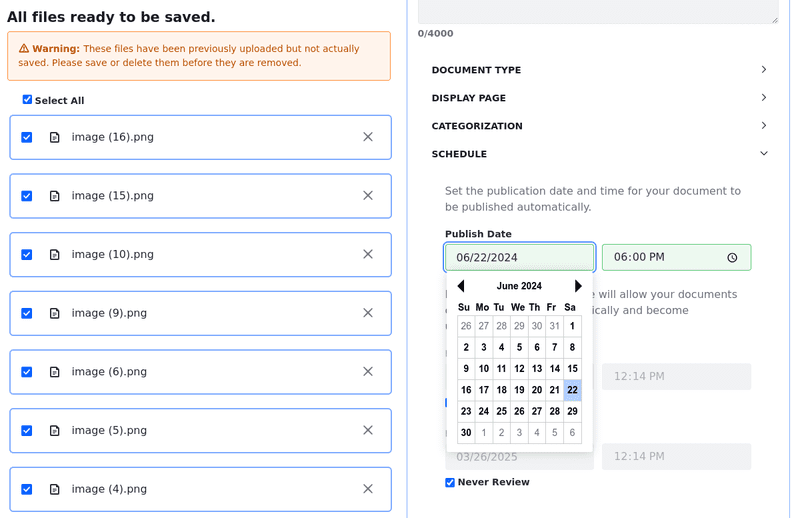 All files ready to be saved.
Warning: These files have been previously uploaded but not actually
saved. Please save or delete them before they are removed.
Select All
image (16).png
image (15).png
image (10).png
image (9).png
image (6).png
image (5).png
image (4).png
0/4000
DOCUMENT TYPE
DISPLAY PAGE
CATEGORIZATION
SCHEDULE
Set the publication date and time for your document to
be published automatically.
Publish Date
06/22/2024 06:00 PM
June 2024
Su Mo Tu We Th Fr Sa
26 27 28 29 30 31 1
2 3 4 5 6 7 8
9 10 11 12 13 14 15
16 17 18 19 20 21 22
23 24 25 26 27 28 29
30 1 2 3 4 5 6
will allow your documents
ically and become
12:14 PM
03/26/2025 12:14 PM
Never Review